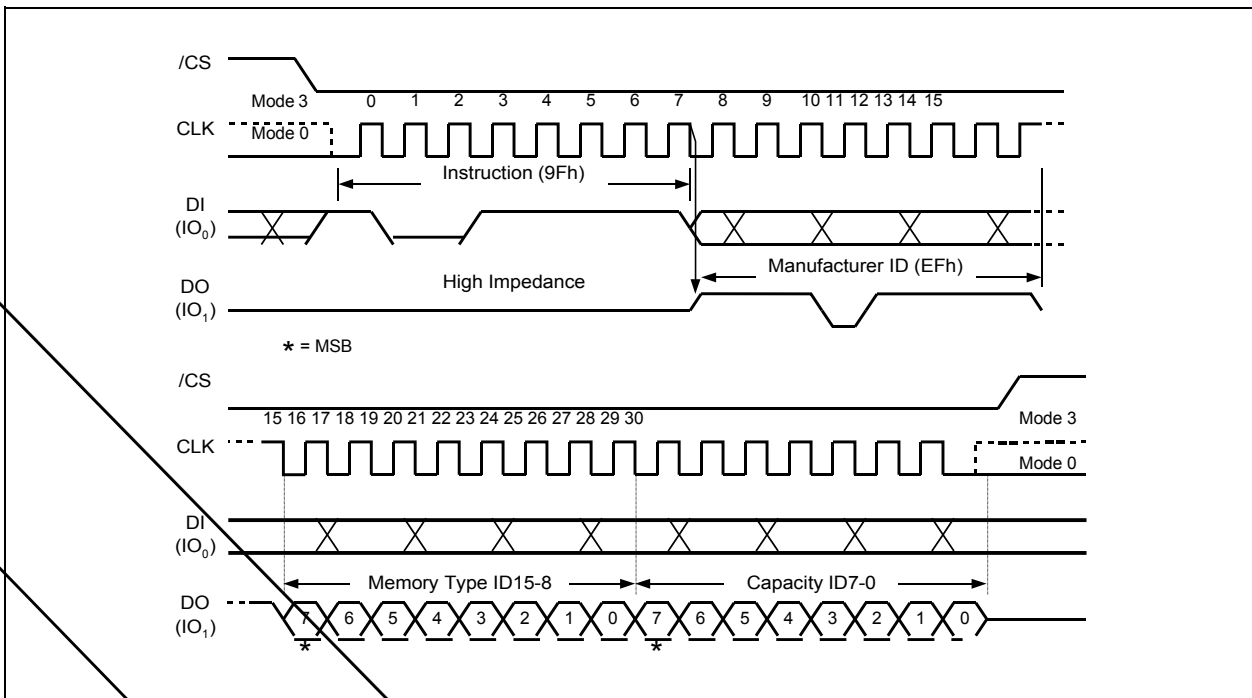 /CS
Mode 3 0 1 2 3 4 5 6 7 8 9 10 11 12 13 14 15
CLK Mode 0
Instruction (9Fh)
DI
(IO0)
Manufacturer ID (EFh)
DO High Impedance
(IO1)
* = MSB
/CS
15 16 17 18 19 20 21 22 23 24 25 26 27 28 29 30 Mode 3
CLK
Mode 0
DI
(IO0)
Memory Type ID15-8 Capacity ID7-0
DO
(IO1) 7 6 5 4 3 2 1 0 7 6 5 4 3 2 1 0
* *